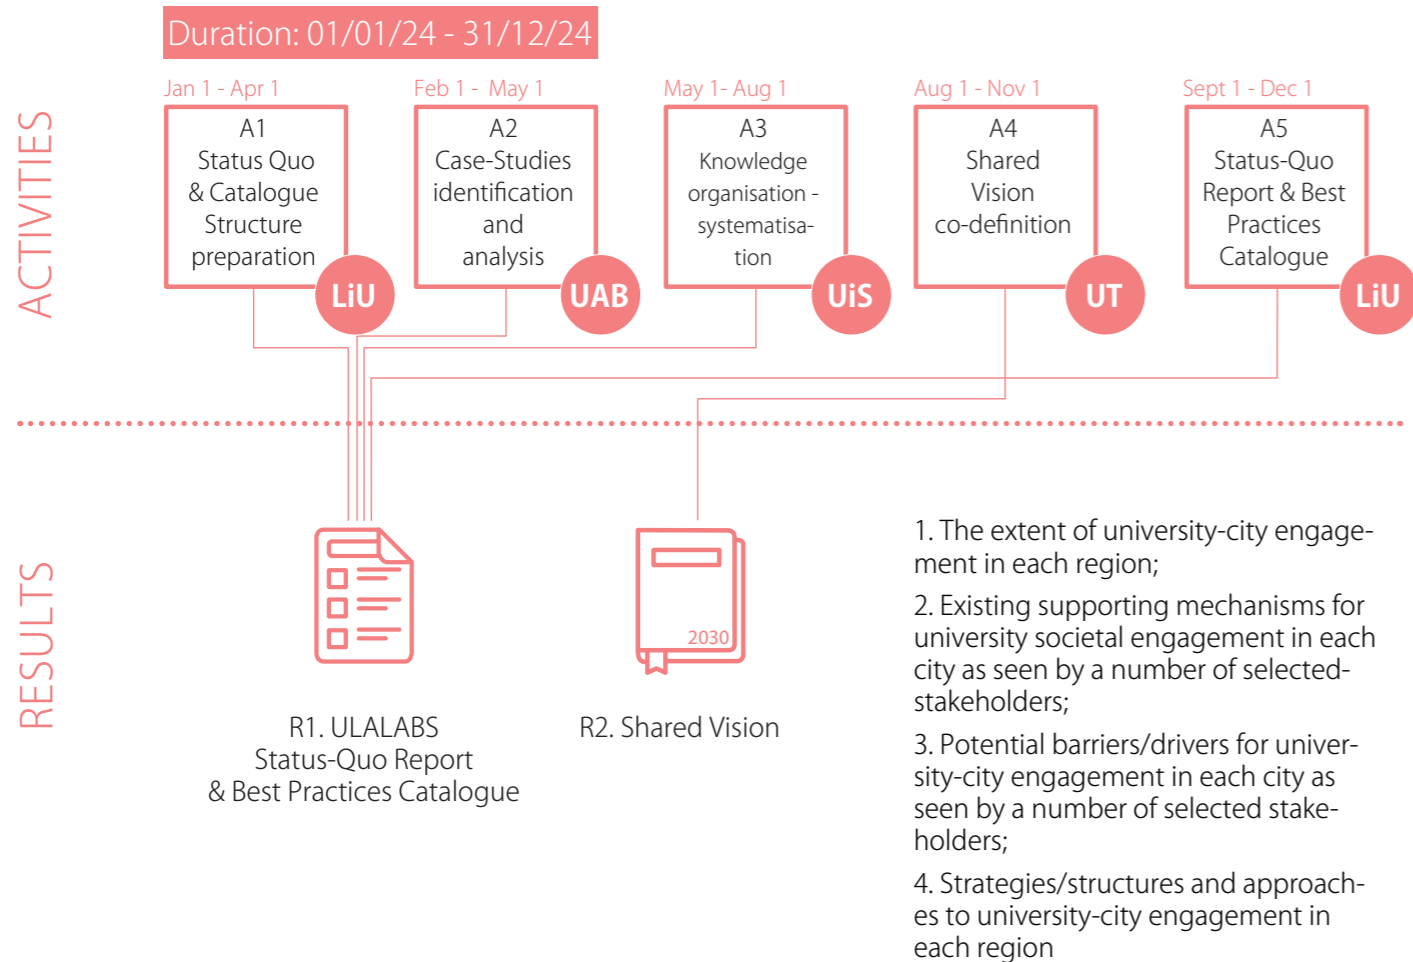 Duration: 01/01/24 - 31/12/24
ACTIVITIES
Jan 1 - Apr 1
A1
Status Quo
& Catalogue
Structure
preparation
LiU
Feb 1 - May 1
A2
Case-Studies
identification
and
analysis
UAB
May 1- Aug 1
A3
Knowledge
organisation -
systematisa-
tion
UiS
Aug 1 - Nov 1
A4
Shared
Vision
co-definition
UT
Sept 1 - Dec 1
A5
Status-Quo
Report & Best
Practices
Catalogue
LiU
RESULTS
R1. ULALABS
Status-Quo Report
& Best Practices Catalogue
2030
R2. Shared Vision
1. The extent of university-city engage-
ment in each region;
2. Existing supporting mechanisms for
university societal engagement in each
city as seen by a number of selected-
stakeholders;
3. Potential barriers/drivers for univer-
sity-city engagement in each city as
seen by a number of selected stake-
holders;
4. Strategies/structures and approach-
es to university-city engagement in
each region